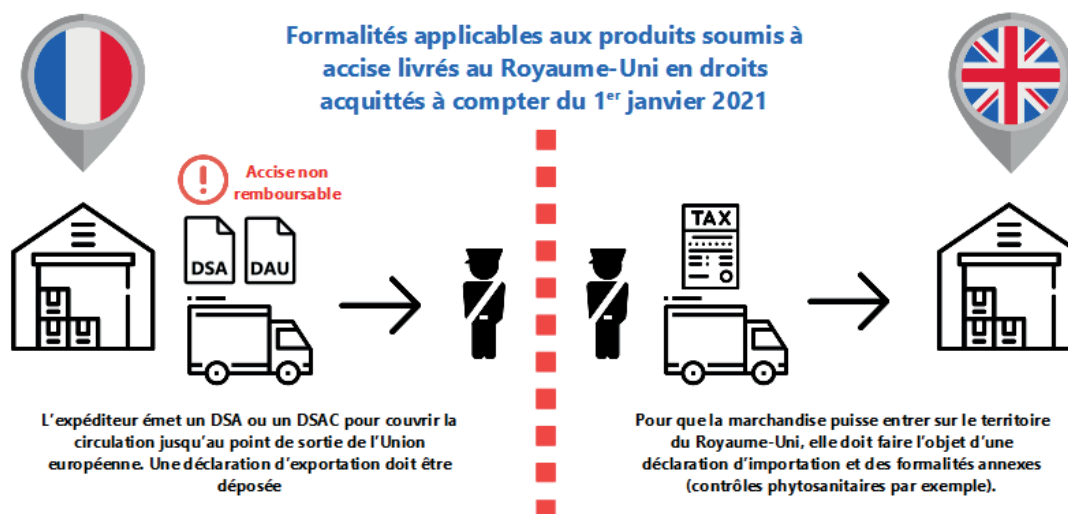 Formalités applicables aux produits soumis à
accise livrés au Royaume-Uni en droits
acquittés à compter du 1er janvier 2021
Accise non
remboursable
DSA
DAU
TAX
L'expéditeur émet un DSA ou un DSAC pour couvrir la
circulation jusqu'au point de sortie de l'Union
européenne. Une déclaration d'exportation doit être
déposée
Pour que la marchandise puisse entrer sur le territoire
du Royaume-Uni, elle doit faire l'objet d'une
déclaration d'importation et des formalités annexes
(contrôles phytosanitaires par exemple).